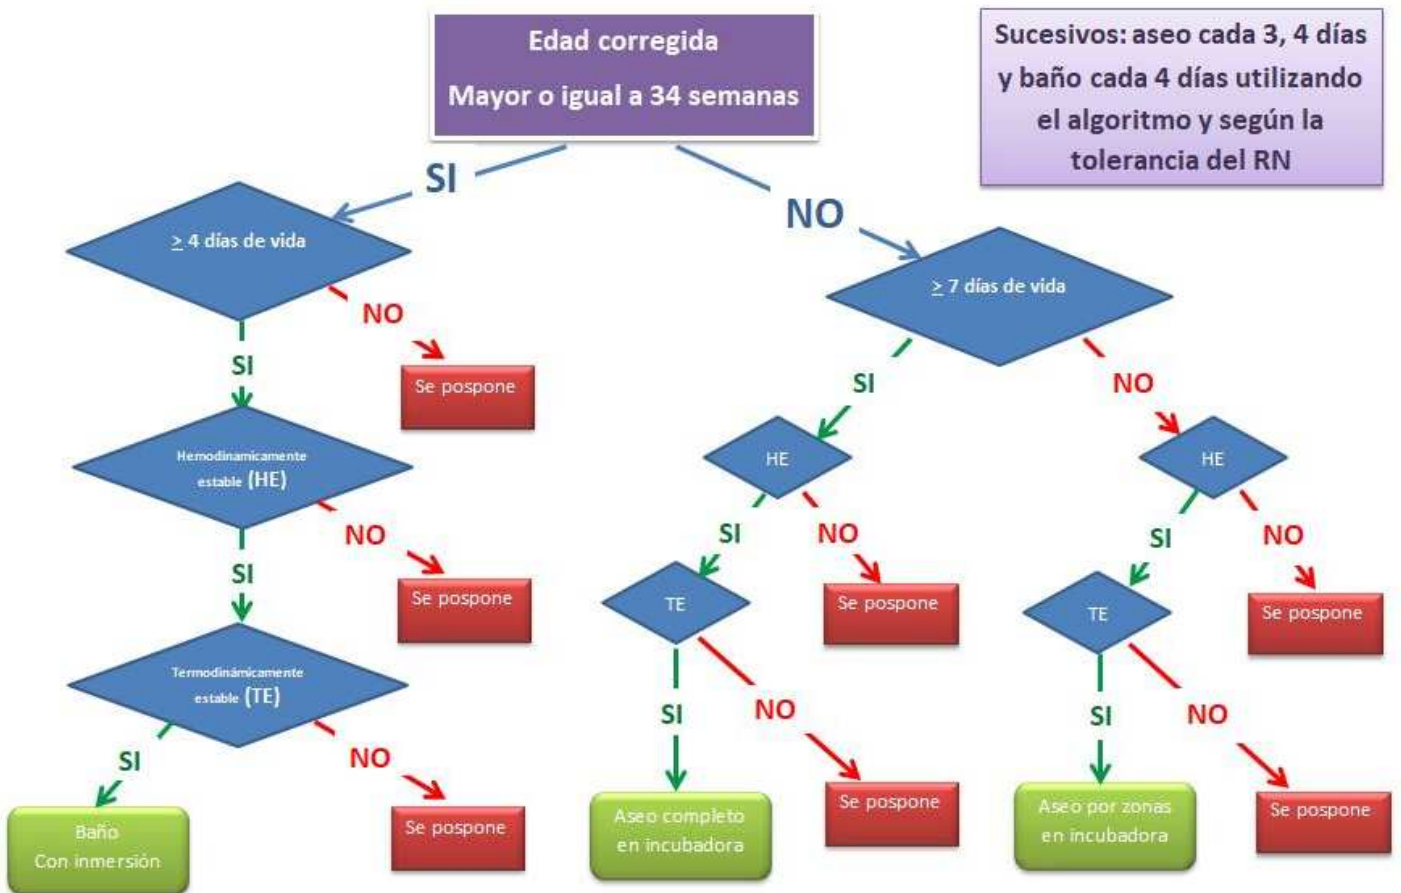 Edad corregida
Mayor o igual a 34 semanas
Sucesivos: aseo cada 3, 4 días
y baño cada 4 días utilizando
el algoritmo y según la
tolerancia del RN
SI
NO
≥ 4 días de vida
≥ 7 días de vida
NO
SI
Se pospone
SI
NO
Hemodinamicamente
estable (HE)
HE
HE
NO
SI
NO
SI
NO
SI
Se pospone
TE
Se pospone
TE
Se pospone
Termodinámicamente
estable (TE)
SI
NO
SI
NO
SI
NO
Baño
Con inmersión
Se pospone
Aseo completo
en incubadora
Se pospone
Aseo por zonas
en incubadora
Se pospone